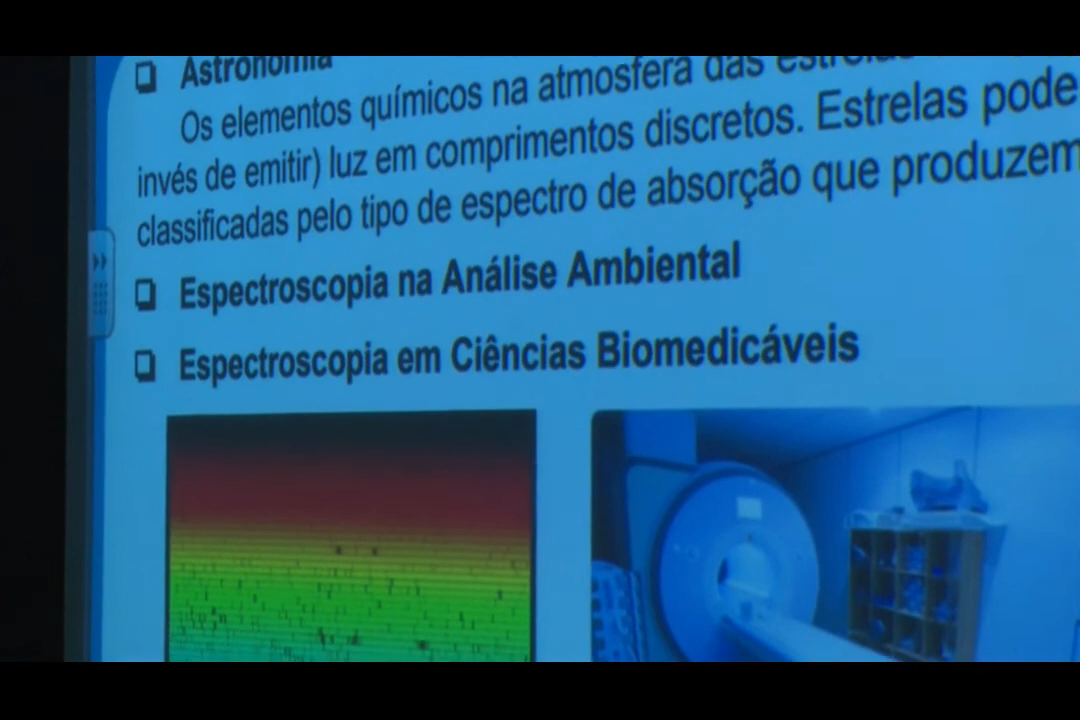 Astronomia
Os elementos químicos na atmosfera das
invés de emitir) luz em comprimentos discretos. Estrelas pode
classificadas pelo tipo de espectro de absorção que produzem
Espectroscopia na Análise Ambiental
Espectroscopia em Ciências Biomedicáveis